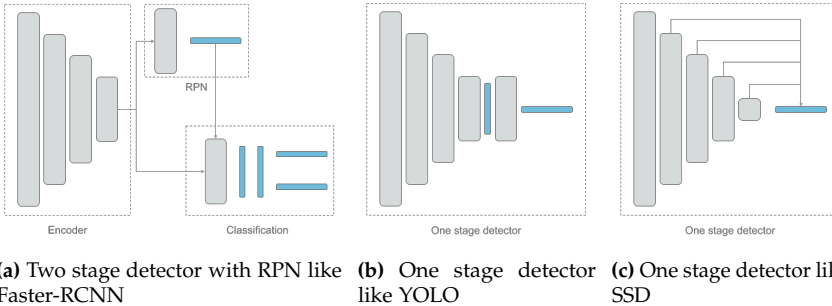 RPN
Encoder
Classification
One stage detector
One stage detector
(a) Two stage detector with RPN like
Faster-RCNN
(b) One stage detector
like YOLO
(c) One stage detector
SSD